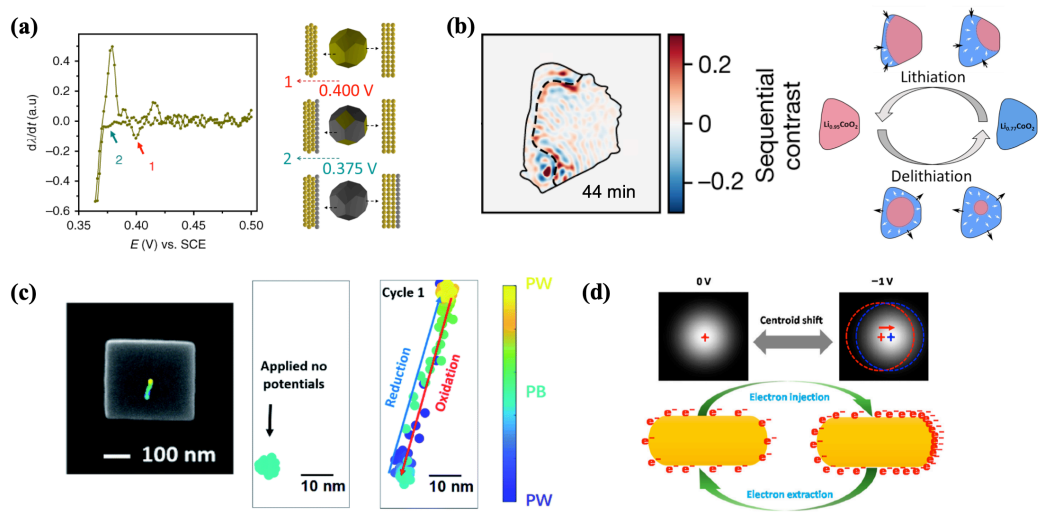 (a)
dI/dt (a.u)
0.4
0.2
0.0
−0.2
−0.4
−0.6
2
1
0.35
0.40
0.45
0.50
E (V) vs. SCE
1
0.400 V
2
0.375 V
(b)
44 min
0.2
0
−0.2
Sequential
contrast
Lithiation
Li0.95CoO2
Li0.77CoO2
Delithiation
(c)
100 nm
Applied no
potentials
10 nm
Cycle 1
Reduction
Oxidation
10 nm
PW
PB
PW
(d)
0 V
−1 V
Centroid shift
Electron injection
e− e− e− e− e− e− e− e− e− e−
Electron extraction